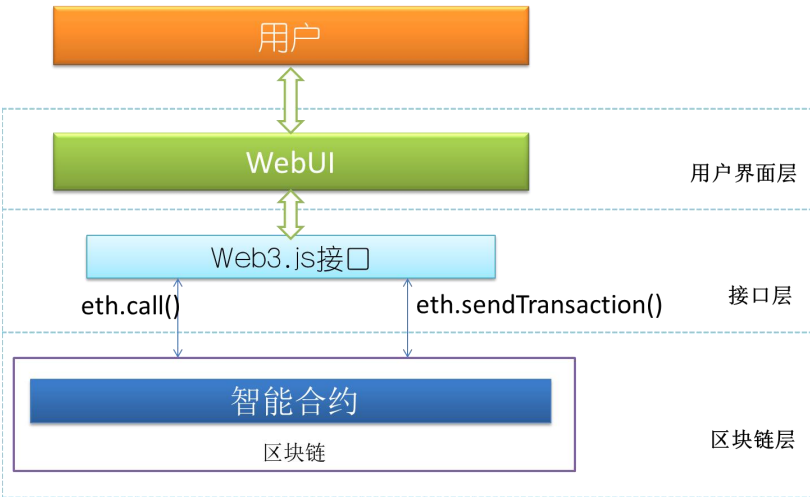 用户
WebUI
用户界面层
Web3.js接口
eth.call()
eth.sendTransaction()
接口层
智能合约
区块链
区块链层